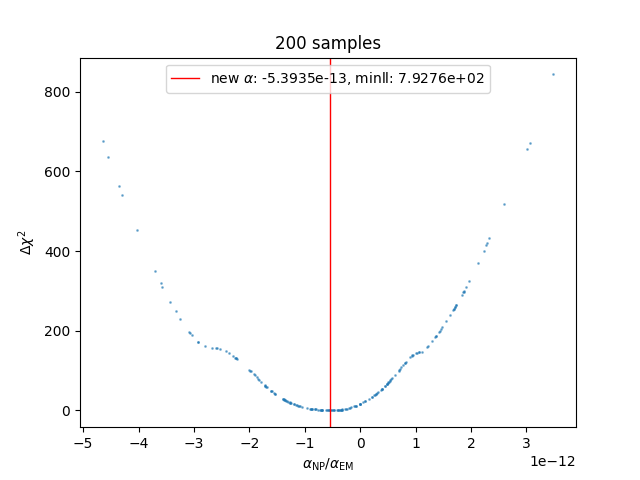 200 samples
new α: -5.3935e-13, minll: 7.9276e+02
Δχ²
800
600
400
200
0
−5 −4 −3 −2 −1 0 1 2 3
1e−12
α_NP/α_EM